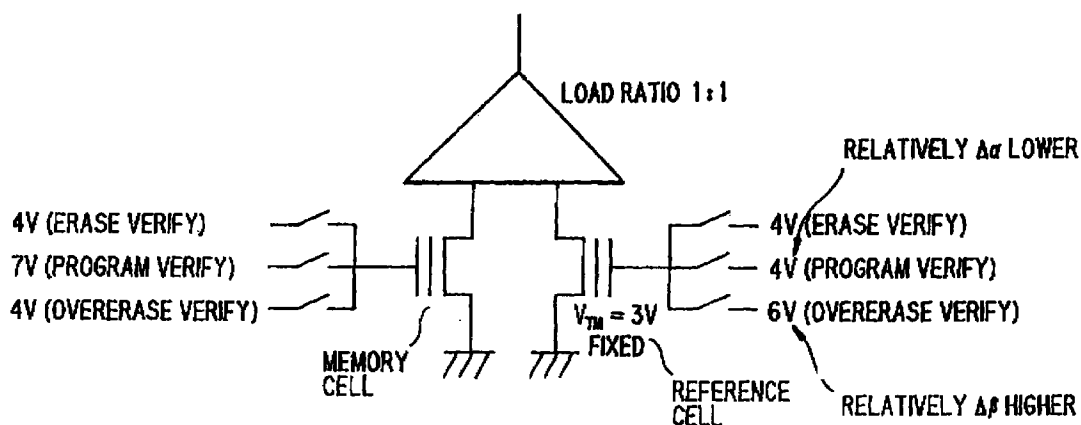 LOAD RATIO 1:1
RELATIVELY Δα LOWER
4V (ERASE VERIFY)
7V (PROGRAM VERIFY)
4V (OVERERASE VERIFY)
4V (ERASE VERIFY)
4V (PROGRAM VERIFY)
6V (OVERERASE VERIFY)
VTM = 3V
FIXED
MEMORY
CELL
REFERENCE
CELL
RELATIVELY Δβ HIGHER